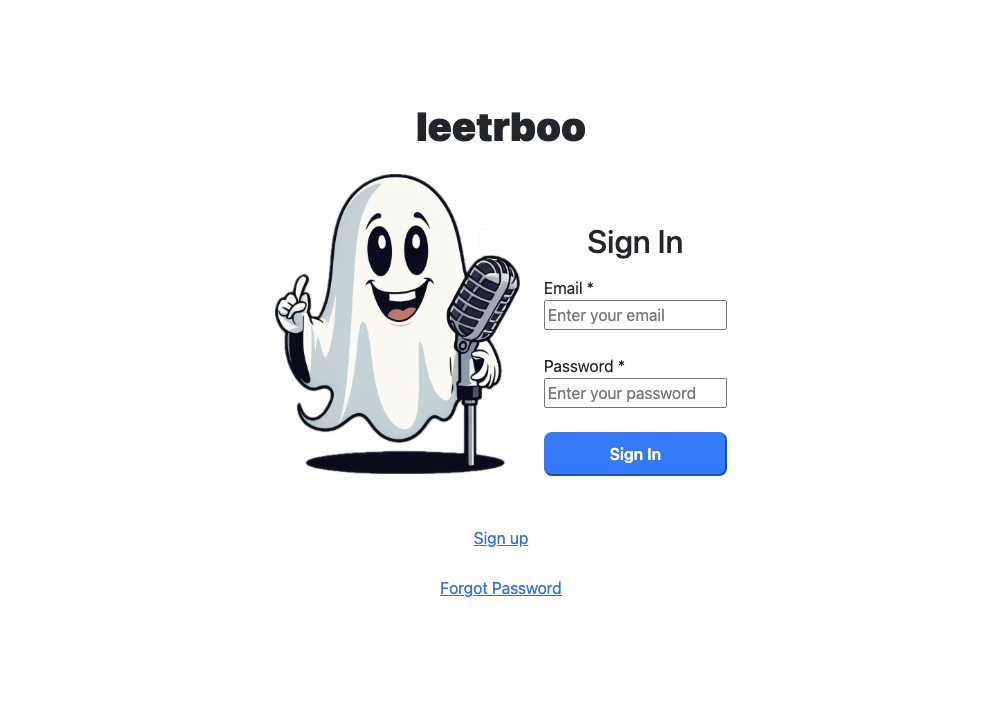 leetrboo
Sign In
Email *
Enter your email
Password *
Enter your password
Sign In
Sign up
Forgot Password